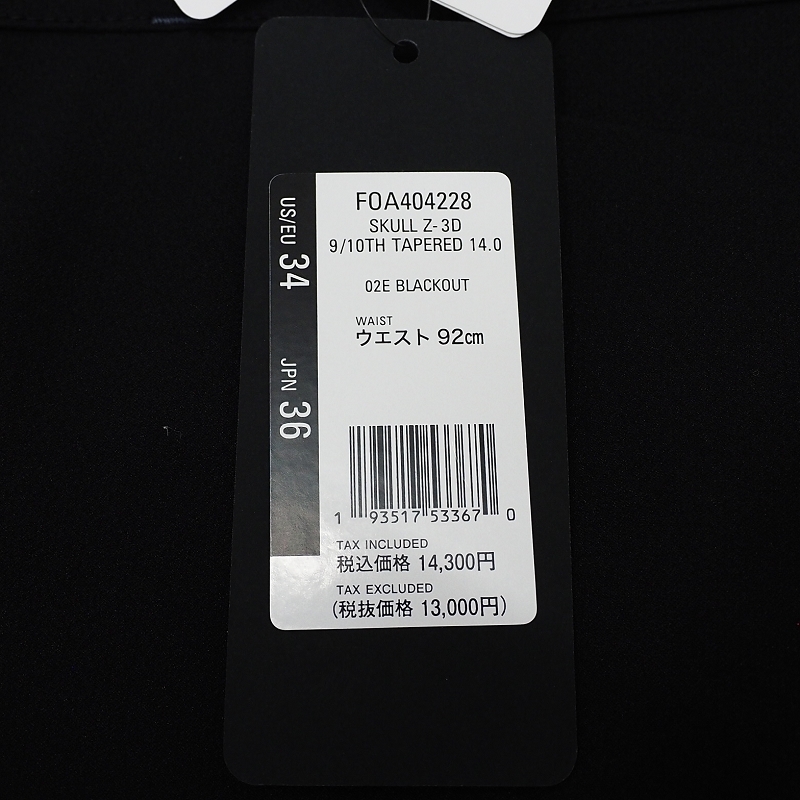 US/EU 34
JPN 36
FOA404228
SKULL Z-3D
9/10TH TAPERED 14.0
02E BLACKOUT
WAIST
ウエスト 92cm
1 93517 53367 0
TAX INCLUDED
税込価格 14,300円
TAX EXCLUDED
(税抜価格 13,000円)